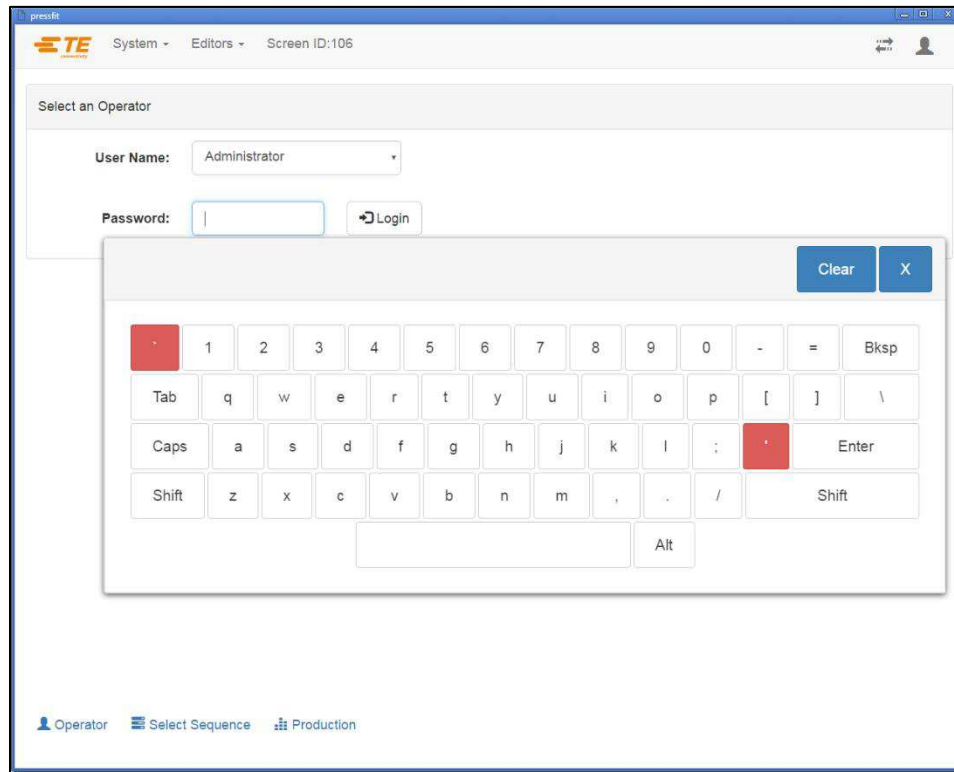 pressfit
TE
connectivity
System Editors Screen ID:106
Select an Operator
User Name: Administrator
Password: Login
Clear X
` 1 2 3 4 5 6 7 8 9 0 - = Bksp
Tab q w e r t y u i o p [ ] \
Caps a s d f g h j k l ; ' Enter
Shift z x c v b n m , . / Shift
Alt
Operator Select Sequence Production